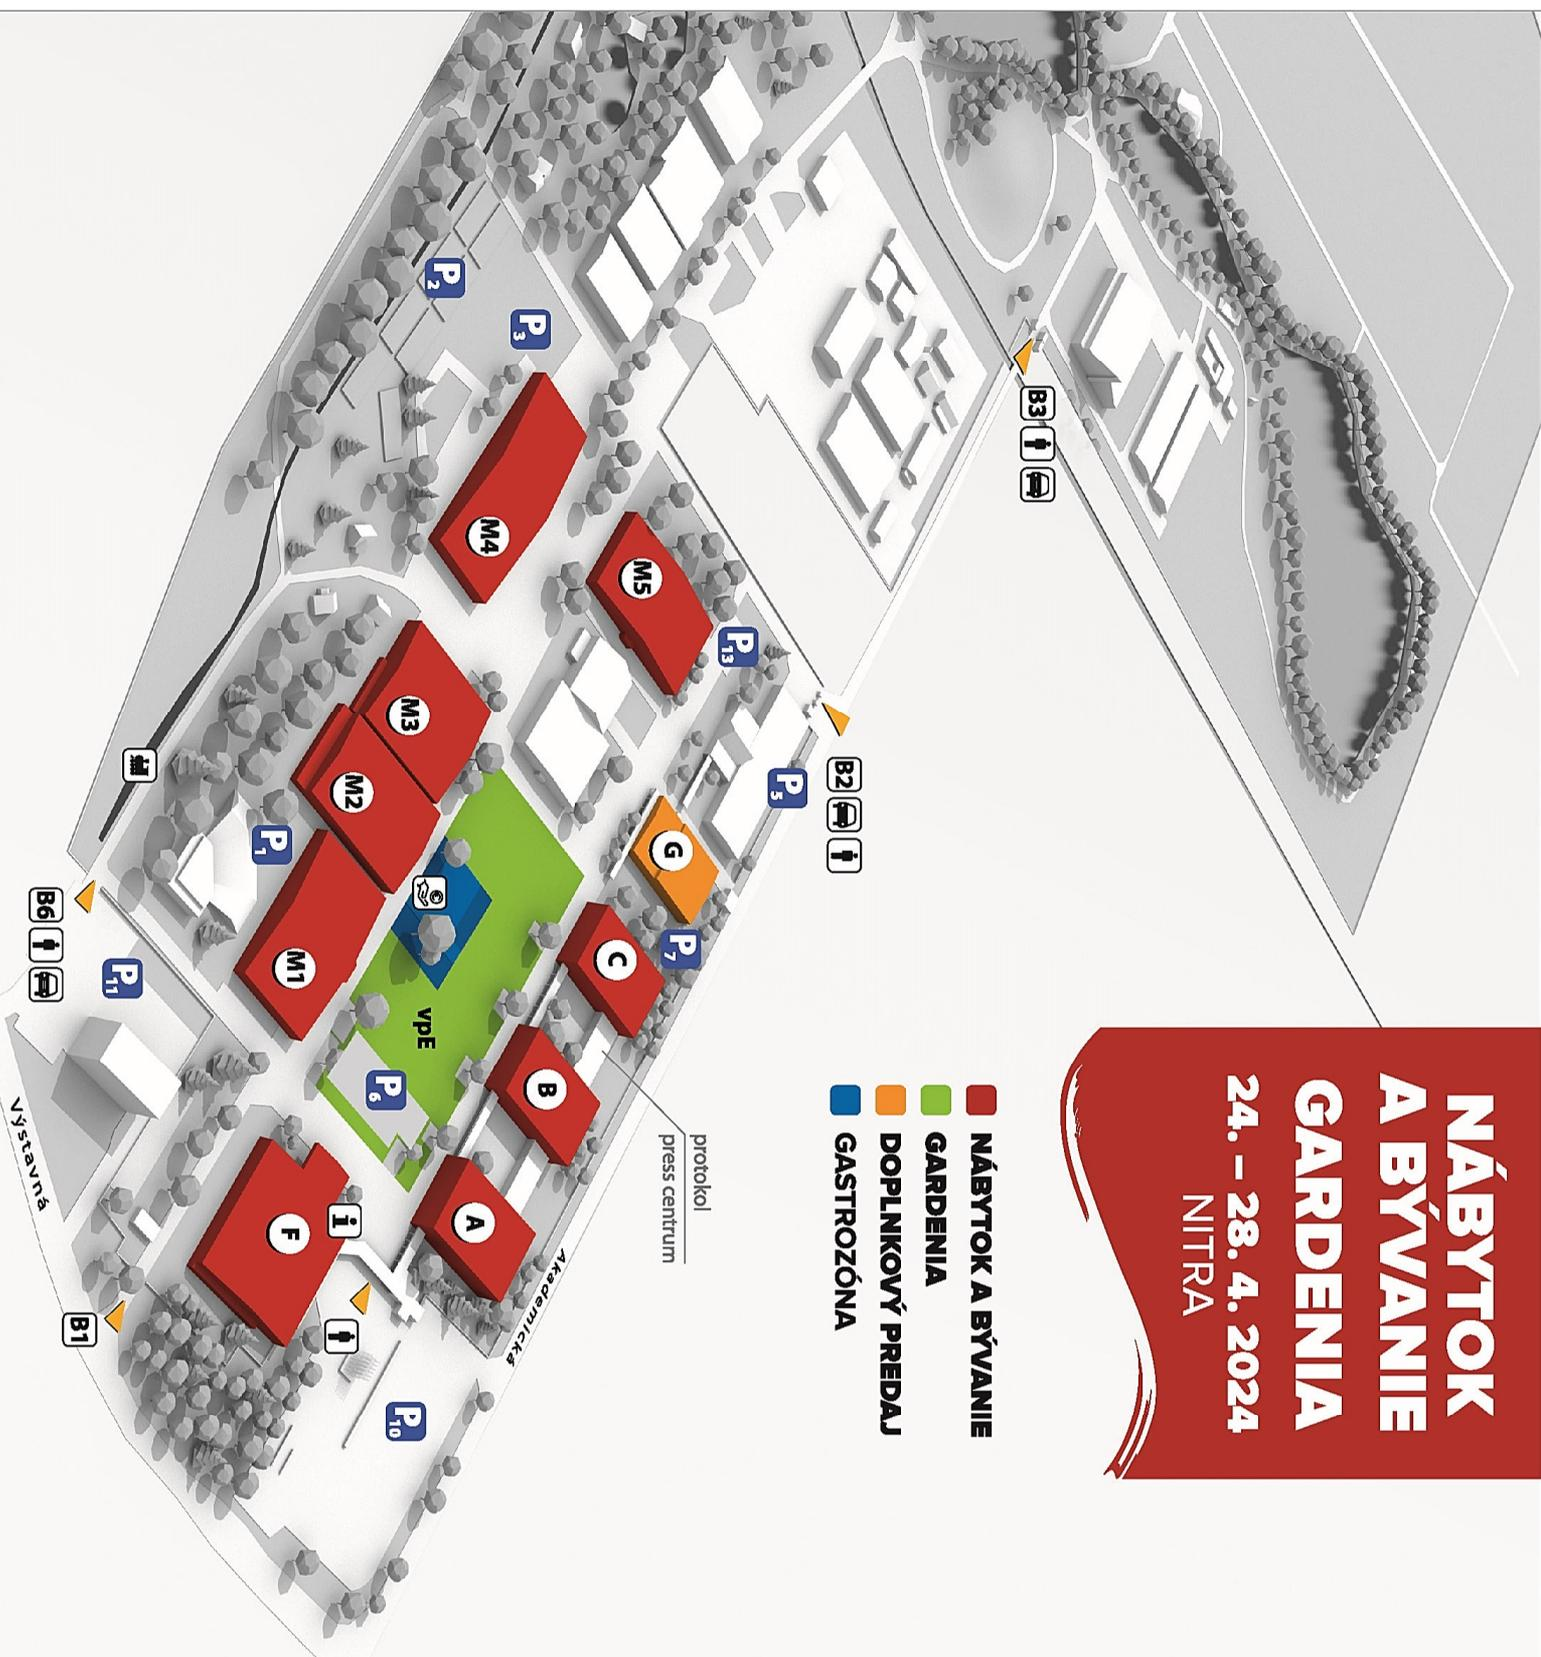 NÁBYTOK
A BÝVANIE
GARDENIA
24. – 28. 4. 2024
NITRA
NÁBYTOK A BÝVANIE
GARDENIA
DOPLNKOVÝ PREDAJ
GASTROZÓNA
protokol
press centrum
B3
B2
B6
B1
P2
P3
P13
P5
P7
P1
P11
P6
P10
M4
M5
M3
M2
M1
G
C
B
A
F
vpE
i
Akademická
Výstavná